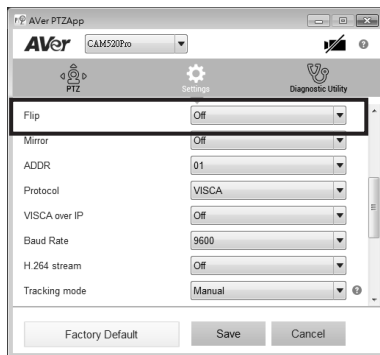 AVer PTZApp
AVer CAM520Pro
PTZ Settings Diagnostic Utility
Flip Off
Mirror Off
ADDR 01
Protocol VISCA
VISCA over IP Off
Baud Rate 9600
H.264 stream Off
Tracking mode Manual
Factory Default Save Cancel